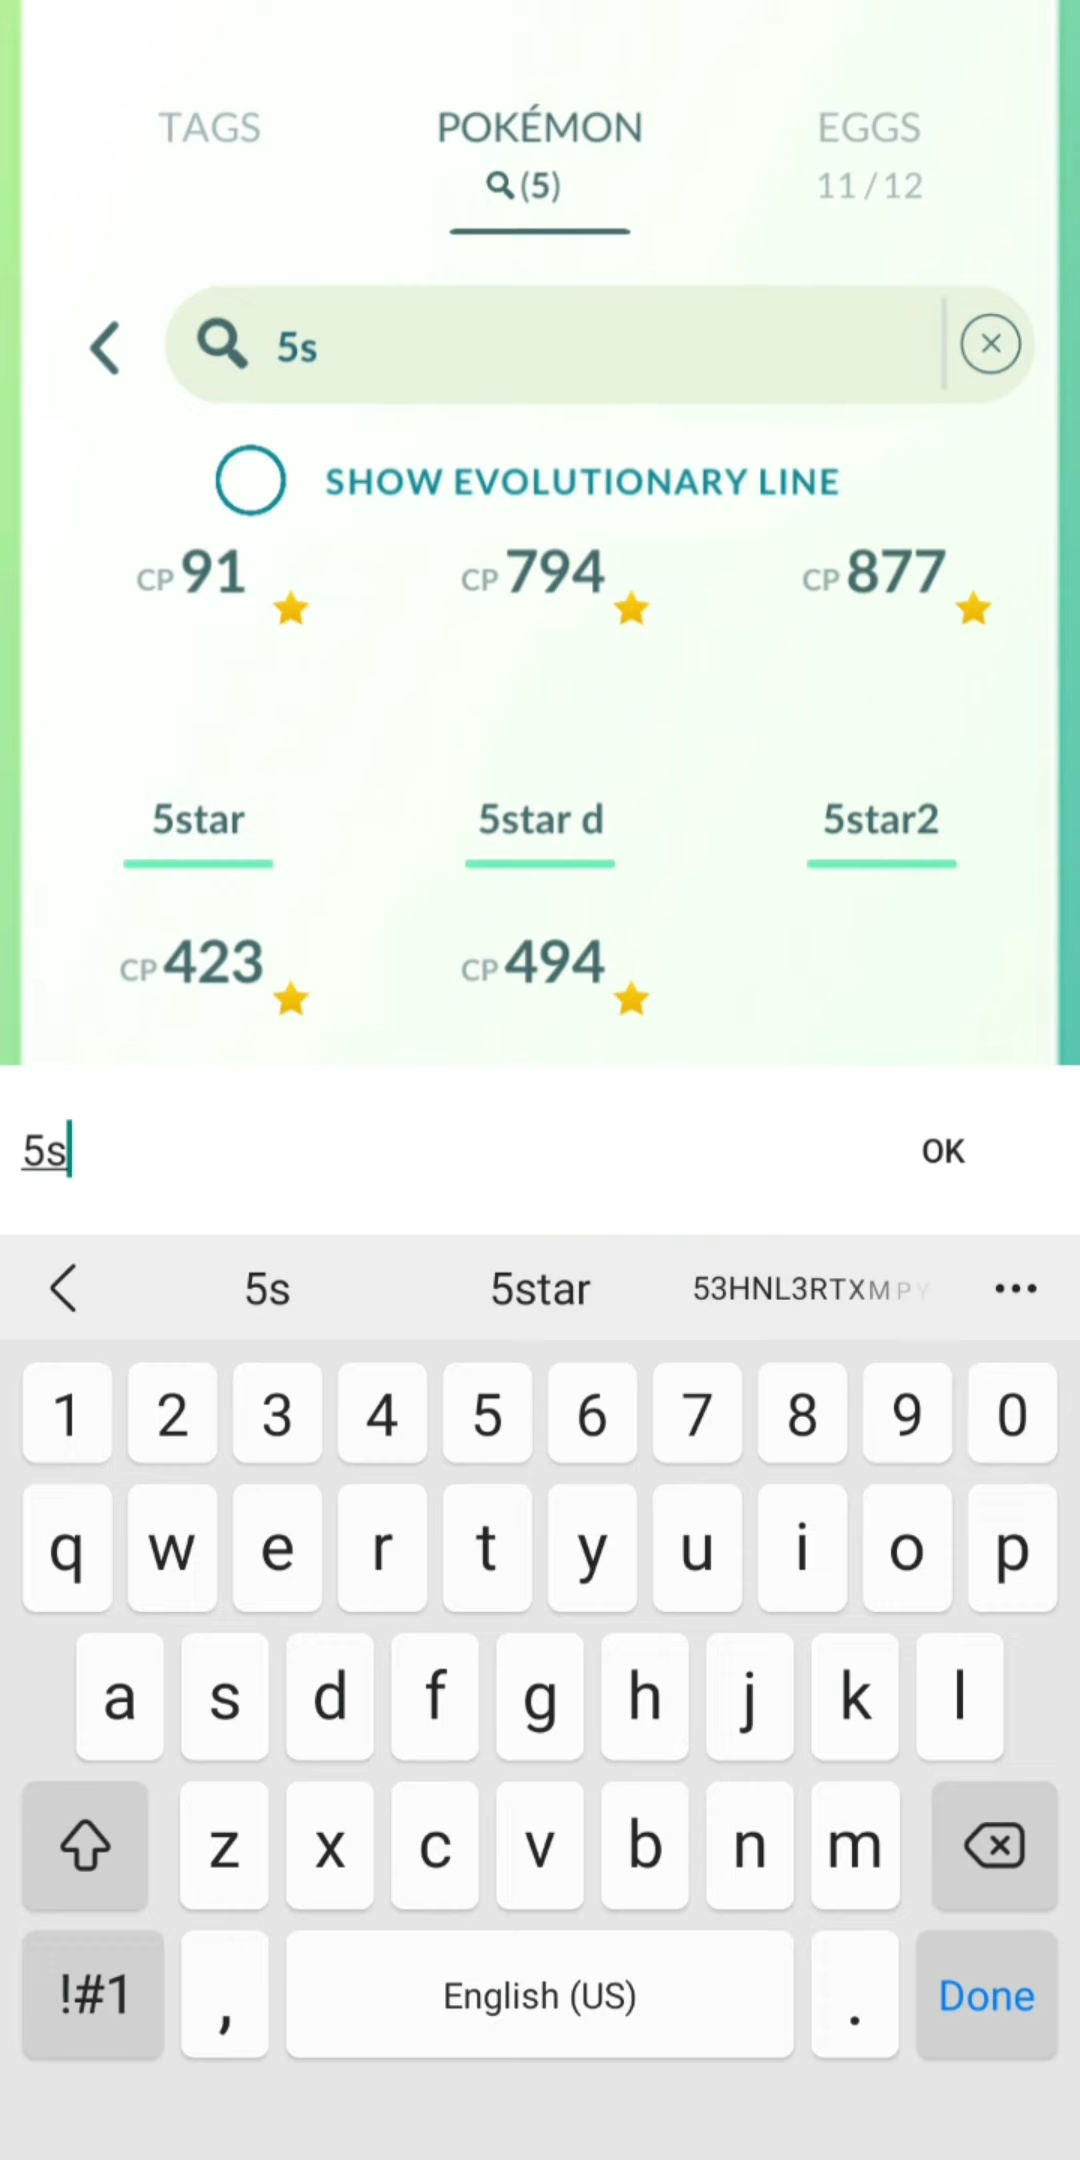 TAGS POKÉMON EGGS
(5) 11/12
5s
SHOW EVOLUTIONARY LINE
CP 91 CP 794 CP 877
5star 5star d 5star2
CP 423 CP 494
5s OK
5s 5star 53HNL3RTXMPY ...
1 2 3 4 5 6 7 8 9 0
q w e r t y u i o p
a s d f g h j k l
z x c v b n m
!#1 , English (US) . Done